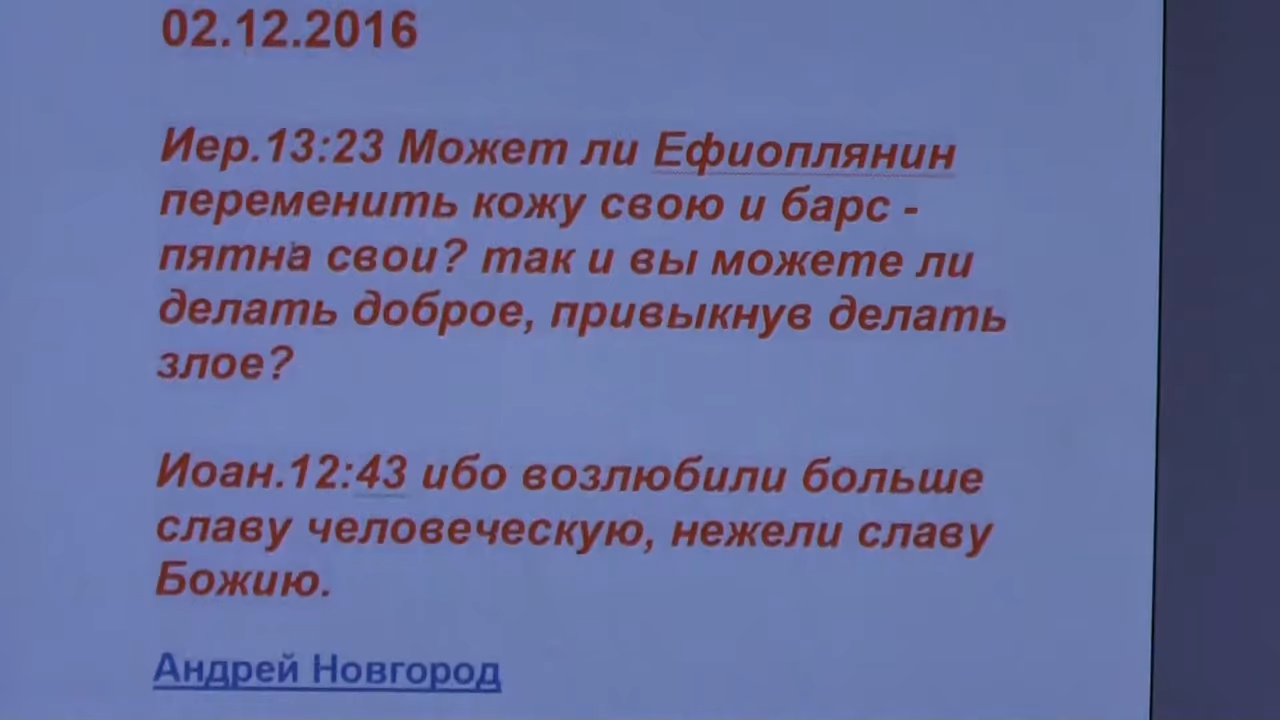 02.12.2016
Иер.13:23 Может ли Ефиоплянин
переменить кожу свою и барс -
пятна свои? так и вы можете ли
делать доброе, привыкнув делать
злое?
Иоан.12:43 ибо возлюбили больше
славу человеческую, нежели славу
Божию.
Андрей Новгород